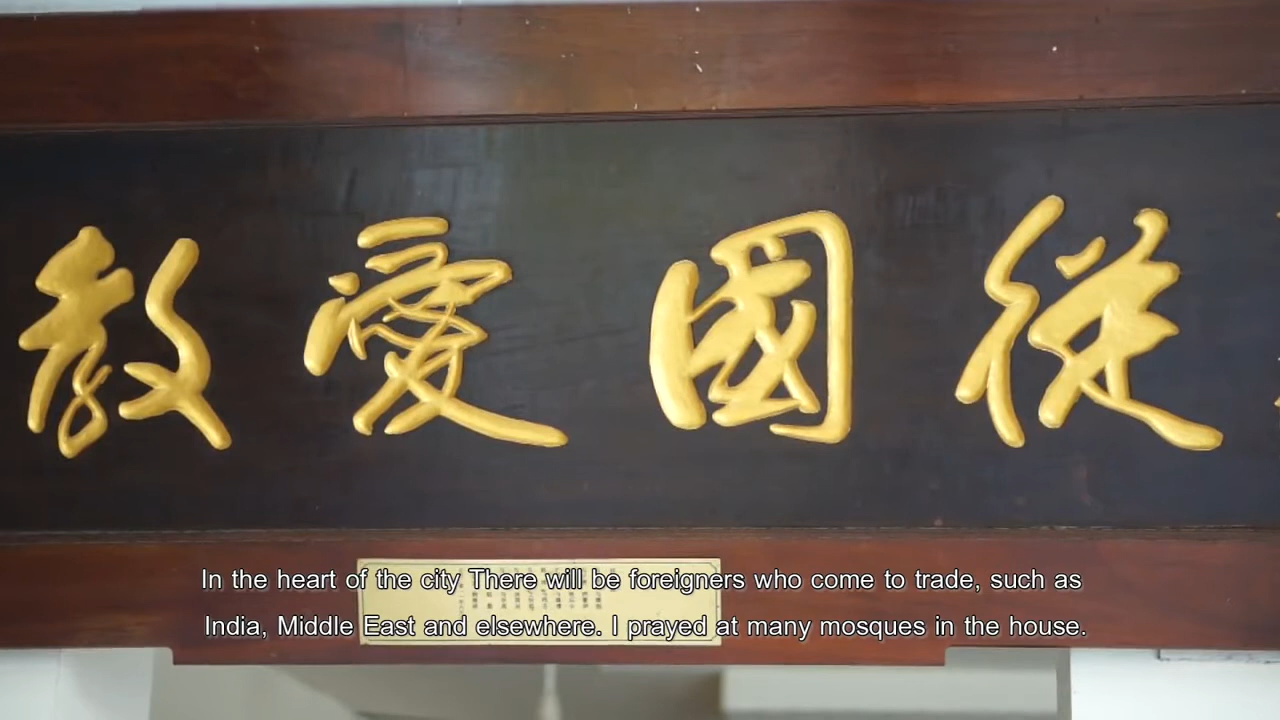 從國愛教
In the heart of the city There will be foreigners who come to trade, such as
India, Middle East and elsewhere. I prayed at many mosques in the house.